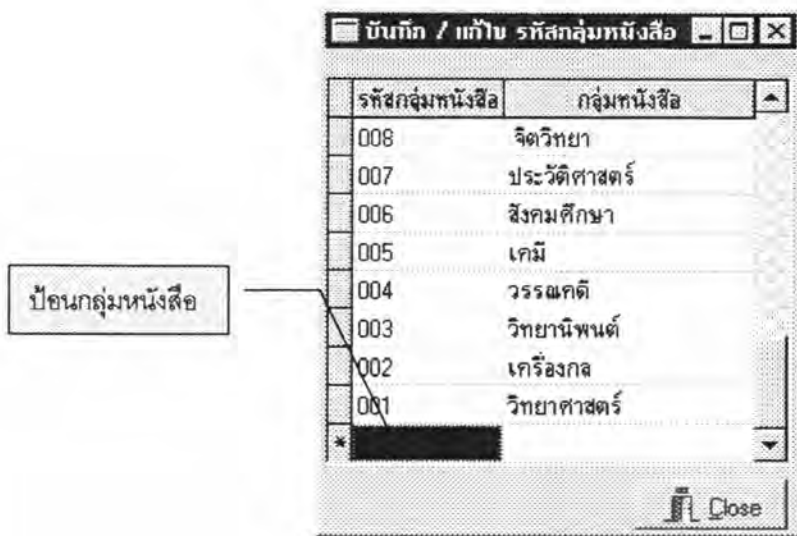 บันทึก / แก้ไข รหัสกลุ่มหนังสือ
รหัสกลุ่มหนังสือ กลุ่มหนังสือ
008 จิตวิทยา
007 ประวัติศาสตร์
006 สังคมศึกษา
005 เคมี
004 วรรณคดี
003 วิทยานิพนต์
002 เครื่องกล
001 วิทยาศาสตร์
*
ป้อนกลุ่มหนังสือ
Close